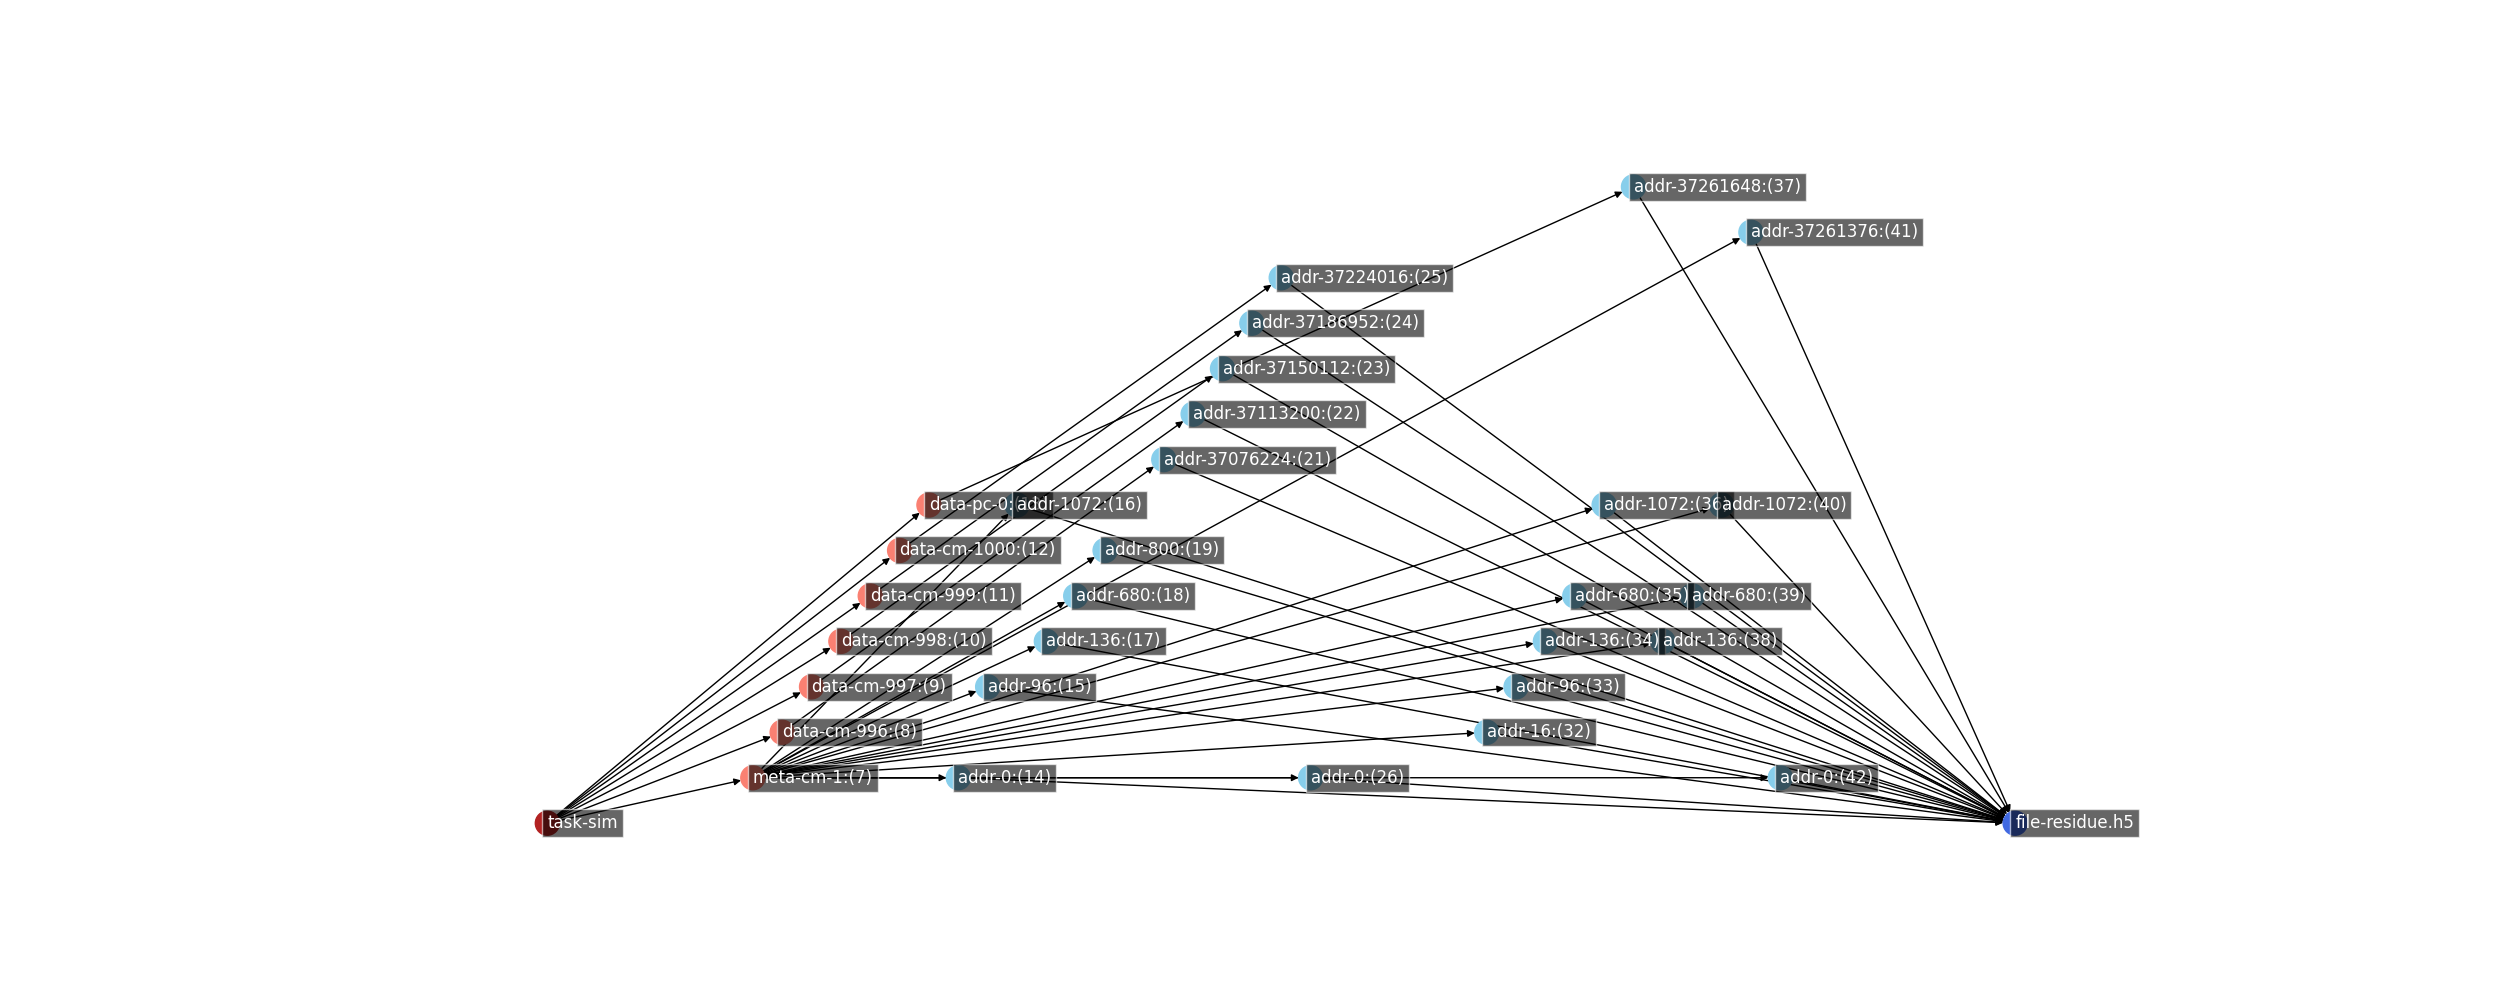 addr-37261648:(37)
addr-37261376:(41)
addr-37224016:(25)
addr-37186952:(24)
addr-37150112:(23)
addr-37113200:(22)
addr-37076224:(21)
data-pc-0:
addr-1072:(16)
addr-1072:(36
addr-1072:(40)
data-cm-1000:(12)
addr-800:(19)
data-cm-999:(11)
addr-680:(18)
addr-680:(35)
addr-680:(39)
data-cm-998:(10)
addr-136:(17)
addr-136:(34)
addr-136:(38)
data-cm-997:(9)
addr-96:(15)
addr-96:(33)
data-cm-996:(8)
addr-16:(32)
meta-cm-1:(7)
addr-0:(14)
addr-0:(26)
addr-0:(42)
task-sim
file-residue.h5